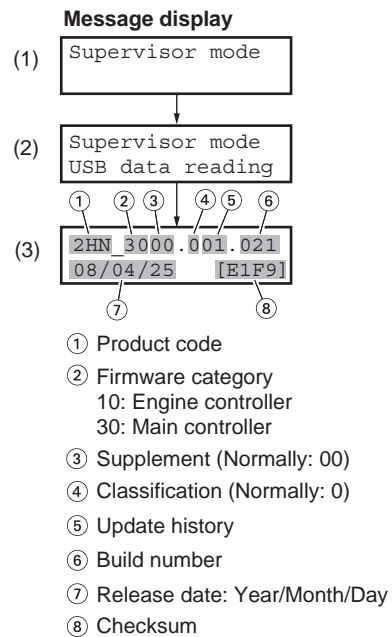 Message display
(1)
Supervisor mode
(2)
Supervisor mode
USB data reading
① ② ③ ④ ⑤ ⑥
(3)
2HN_3000.001.021
08/04/25 [E1F9]
⑦ ⑧
① Product code
② Firmware category
10: Engine controller
30: Main controller
③ Supplement (Normally: 00)
④ Classification (Normally: 0)
⑤ Update history
⑥ Build number
⑦ Release date: Year/Month/Day
⑧ Checksum